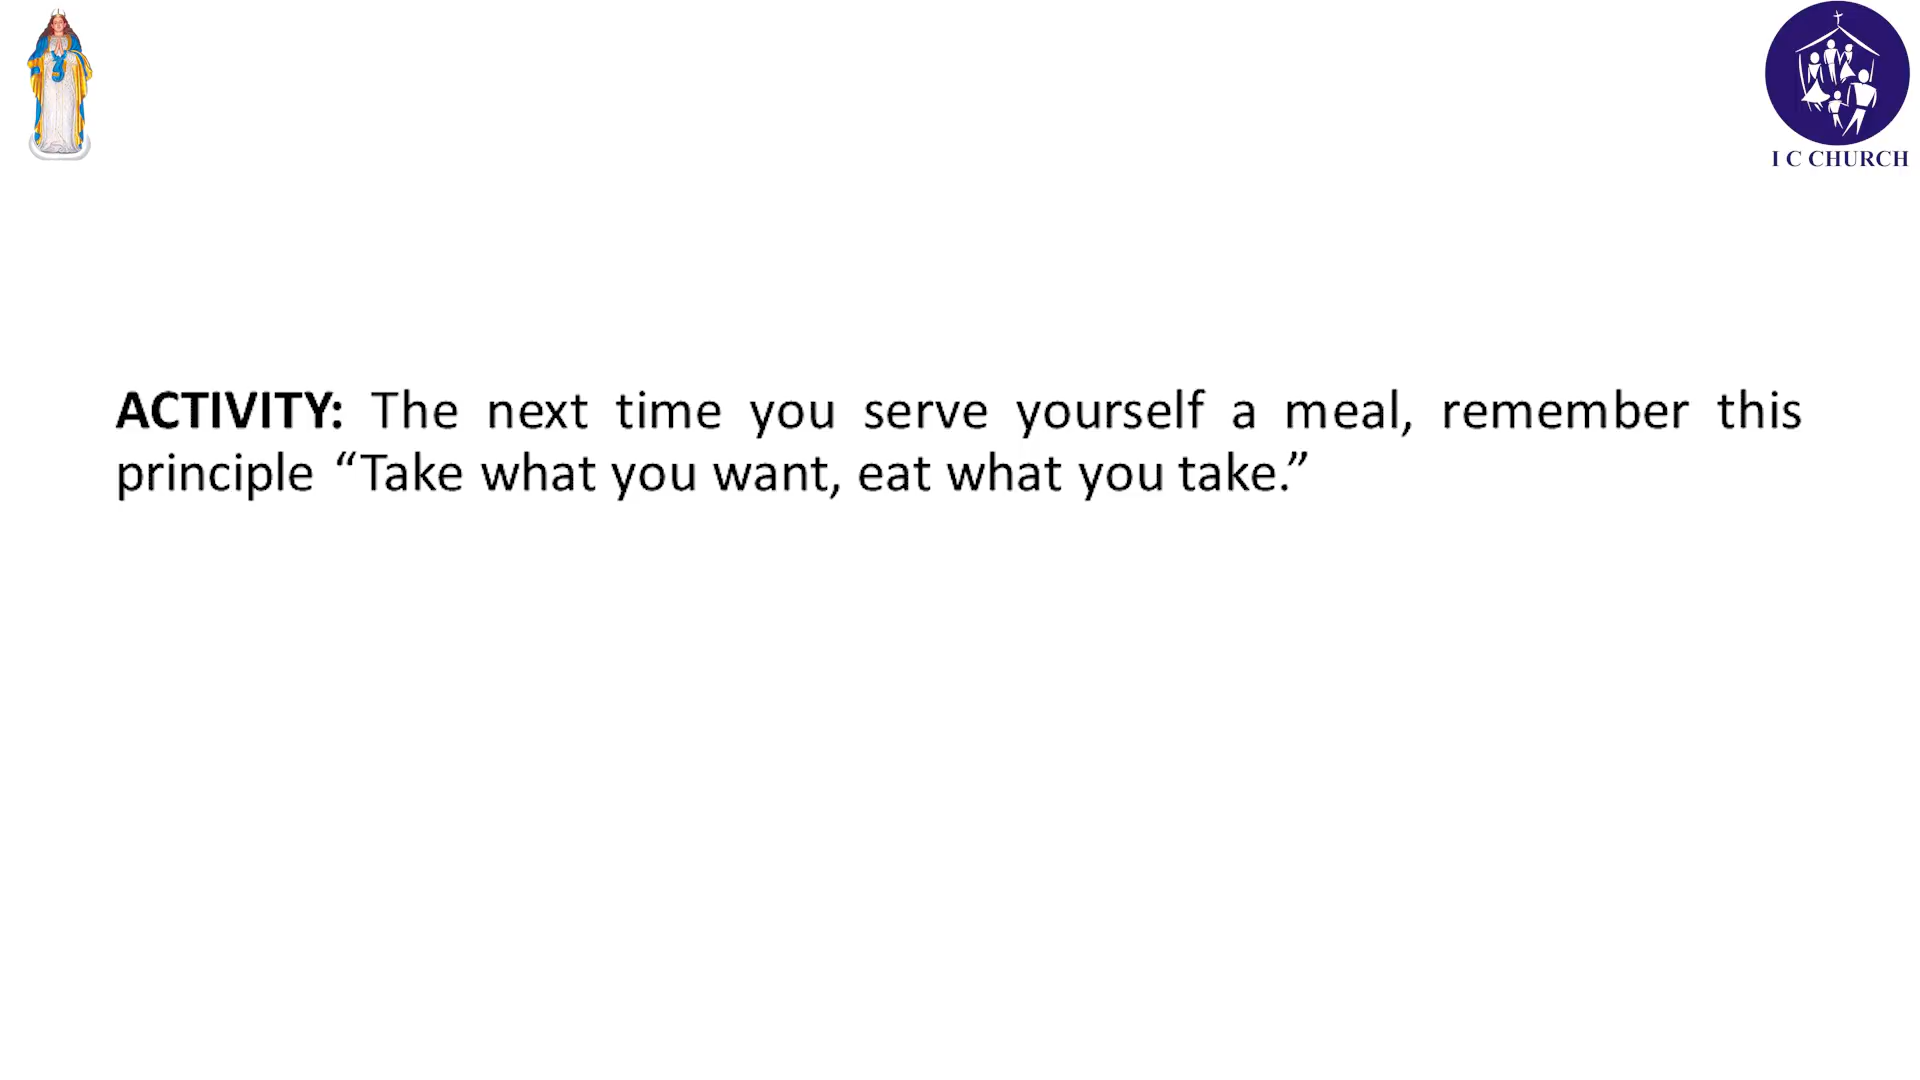 I C CHURCH
ACTIVITY: The next time you serve yourself a meal, remember this
principle “Take what you want, eat what you take.”